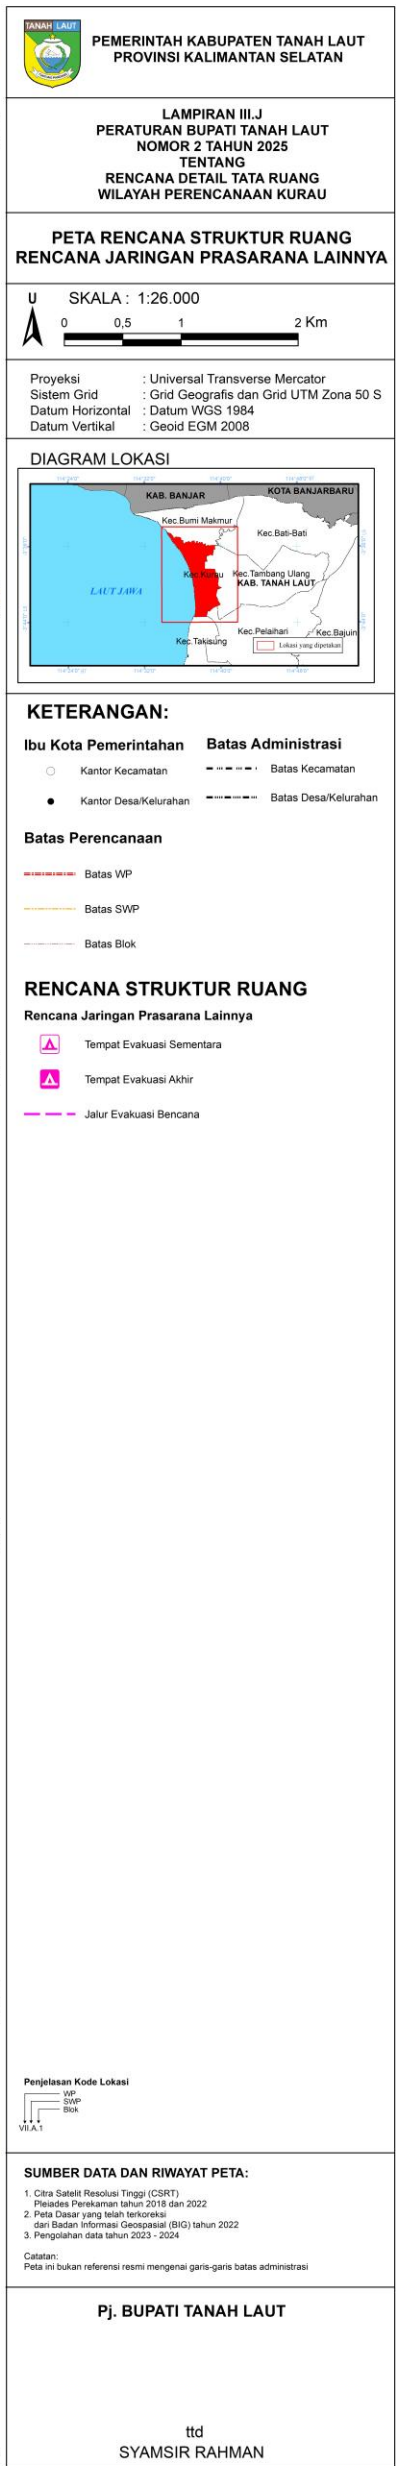 TANAH LAUT
PEMERINTAH KABUPATEN TANAH LAUT
PROVINSI KALIMANTAN SELATAN
LAMPIRAN III.J
PERATURAN BUPATI TANAH LAUT
NOMOR 2 TAHUN 2025
TENTANG
RENCANA DETAIL TATA RUANG
WILAYAH PERENCANAAN KURAU
PETA RENCANA STRUKTUR RUANG
RENCANA JARINGAN PRASARANA LAINNYA
U
SKALA : 1:26.000
0 0,5 1 2 Km
Proyeksi : Universal Transverse Mercator
Sistem Grid : Grid Geografis dan Grid UTM Zona 50 S
Datum Horizontal : Datum WGS 1984
Datum Vertikal : Geoid EGM 2008
DIAGRAM LOKASI
KAB. BANJAR
KOTA BANJARBARU
Kec.Bumi Makmur
Kec.Bati-Bati
Kec.Kurau
Kec.Tambang Ulang
KAB. TANAH LAUT
LAUT JAWA
Kec.Takisung
Kec.Pelaihari
Kec.Bajuin
Lokasi yang dipetakan
KETERANGAN:
Ibu Kota Pemerintahan
Kantor Kecamatan
Kantor Desa/Kelurahan
Batas Administrasi
Batas Kecamatan
Batas Desa/Kelurahan
Batas Perencanaan
Batas WP
Batas SWP
Batas Blok
RENCANA STRUKTUR RUANG
Rencana Jaringan Prasarana Lainnya
Tempat Evakuasi Sementara
Tempat Evakuasi Akhir
Jalur Evakuasi Bencana
Penjelasan Kode Lokasi
WP
SWP
Blok
VII.A.1
SUMBER DATA DAN RIWAYAT PETA:
1. Citra Satelit Resolusi Tinggi (CSRT)
Pleiades Perekaman tahun 2018 dan 2022
2. Peta Dasar yang telah terkoreksi
dari Badan Informasi Geospasial (BIG) tahun 2022
3. Pengolahan data tahun 2023 - 2024
Catatan:
Peta ini bukan referensi resmi mengenai garis-garis batas administrasi
Pj. BUPATI TANAH LAUT
ttd
SYAMSIR RAHMAN